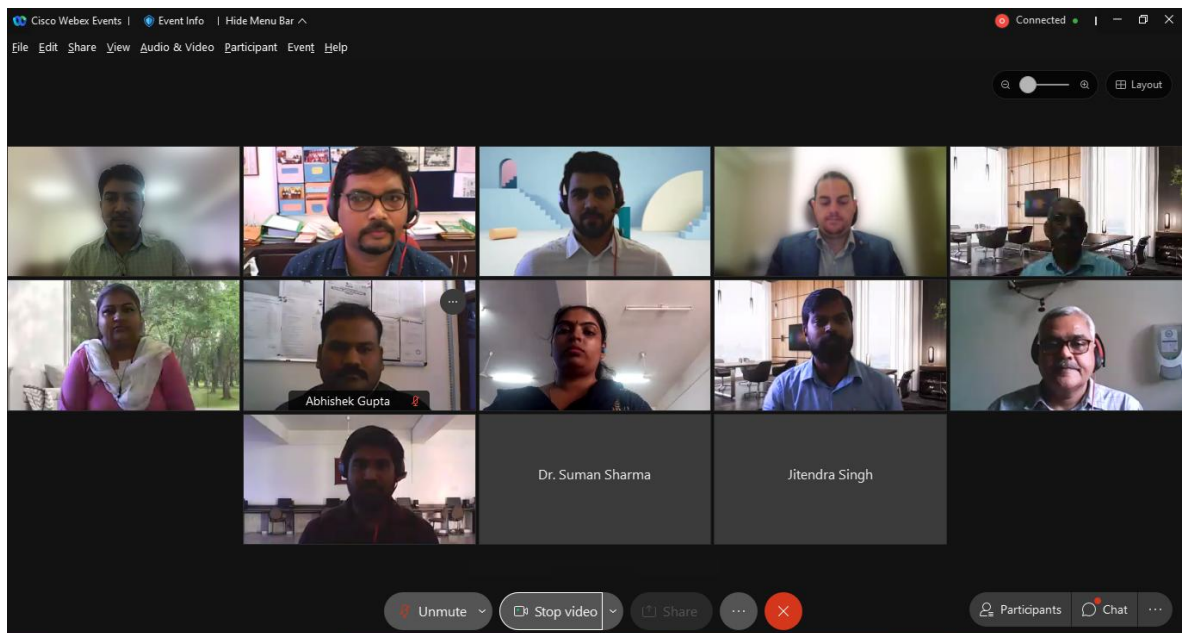 Cisco Webex Events | Event Info | Hide Menu Bar
Connected
File Edit Share View Audio & Video Participant Event Help
Layout
Abhishek Gupta
Dr. Suman Sharma
Jitendra Singh
Unmute
Stop video
Share
Participants
Chat